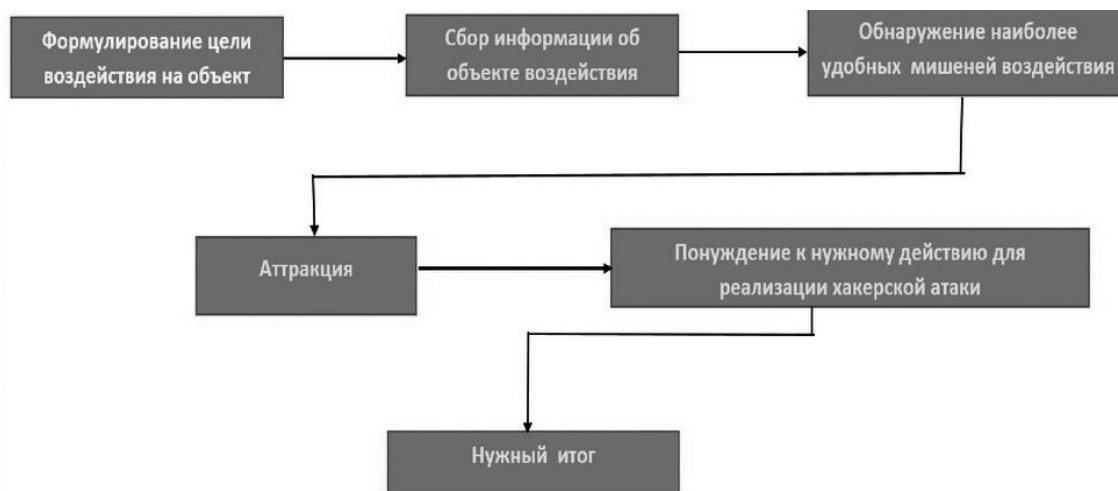 Формулирование цели
воздействия на объект
Сбор информации об
объекте воздействия
Обнаружение наиболее
удобных мишеней воздействия
Аттракция
Понуждение к нужному действию для
реализации хакерской атаки
Нужный итог